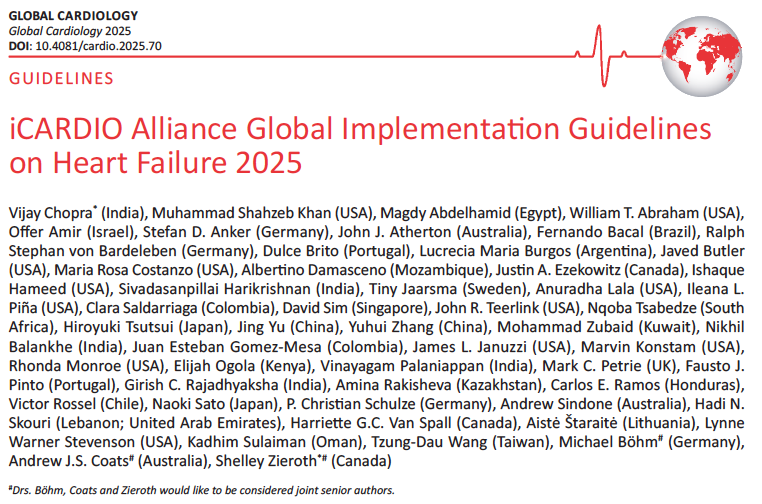 GLOBAL CARDIOLOGY
Global Cardiology 2025
DOI: 10.4081/cardio.2025.70
GUIDELINES
iCARDIO Alliance Global Implementation Guidelines
on Heart Failure 2025
Vijay Chopra* (India), Muhammad Shahzeb Khan (USA), Magdy Abdelhamid (Egypt), William T. Abraham (USA),
Offer Amir (Israel), Stefan D. Anker (Germany), John J. Atherton (Australia), Fernando Bacal (Brazil), Ralph
Stephan von Bardeleben (Germany), Dulce Brito (Portugal), Lucrecia Maria Burgos (Argentina), Javed Butler
(USA), Maria Rosa Costanzo (USA), Albertino Damasceno (Mozambique), Justin A. Ezekowitz (Canada), Ishaque
Hameed (USA), Sivadasanpillai Harikrishnan (India), Tiny Jaarsma (Sweden), Anuradha Lala (USA), Ileana L.
Piña (USA), Clara Saldarriaga (Colombia), David Sim (Singapore), John R. Teerlink (USA), Nqoba Tsabedze (South
Africa), Hiroyuki Tsutsui (Japan), Jing Yu (China), Yuhui Zhang (China), Mohammad Zubaid (Kuwait), Nikhil
Balankhe (India), Juan Esteban Gomez-Mesa (Colombia), James L. Januzzi (USA), Marvin Konstam (USA),
Rhonda Monroe (USA), Elijah Ogola (Kenya), Vinayagam Palaniappan (India), Mark C. Petrie (UK), Fausto J.
Pinto (Portugal), Girish C. Rajadhyaksha (India), Amina Rakisheva (Kazakhstan), Carlos E. Ramos (Honduras),
Victor Rossel (Chile), Naoki Sato (Japan), P. Christian Schulze (Germany), Andrew Sindone (Australia), Hadi N.
Skouri (Lebanon; United Arab Emirates), Harriette G.C. Van Spall (Canada), Aistė Štaraitė (Lithuania), Lynne
Warner Stevenson (USA), Kadhim Sulaiman (Oman), Tzung-Dau Wang (Taiwan), Michael Böhm# (Germany),
Andrew J.S. Coats# (Australia), Shelley Zieroth*# (Canada)
#Drs. Böhm, Coats and Zieroth would like to be considered joint senior authors.